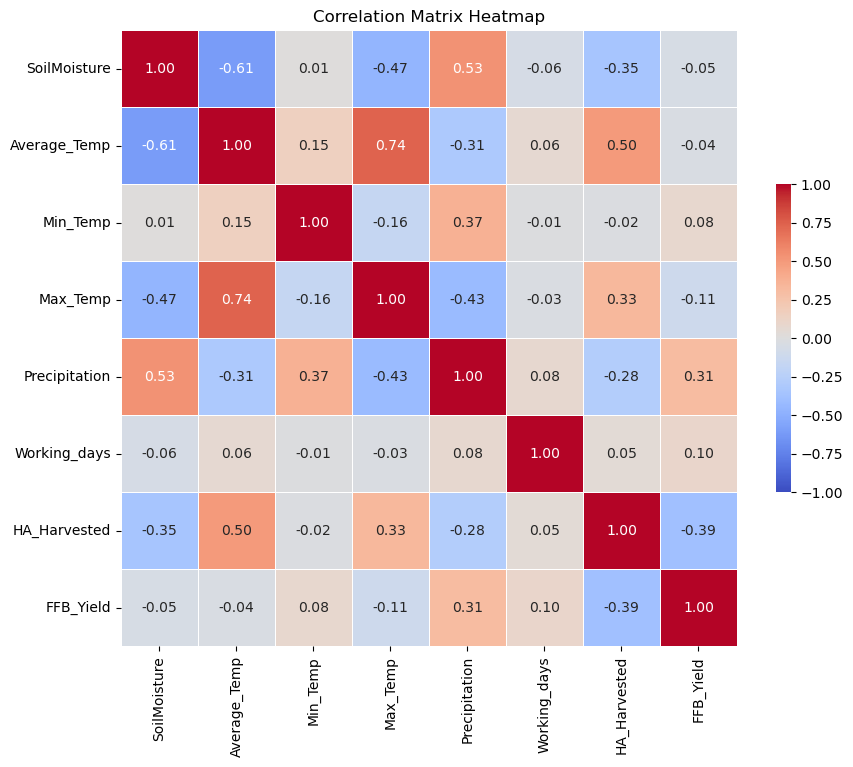 Correlation Matrix Heatmap
SoilMoisture 1.00 -0.61 0.01 -0.47 0.53 -0.06 -0.35 -0.05
Average_Temp -0.61 1.00 0.15 0.74 -0.31 0.06 0.50 -0.04
Min_Temp 0.01 0.15 1.00 -0.16 0.37 -0.01 -0.02 0.08
Max_Temp -0.47 0.74 -0.16 1.00 -0.43 -0.03 0.33 -0.11
Precipitation 0.53 -0.31 0.37 -0.43 1.00 0.08 -0.28 0.31
Working_days -0.06 0.06 -0.01 -0.03 0.08 1.00 0.05 0.10
HA_Harvested -0.35 0.50 -0.02 0.33 -0.28 0.05 1.00 -0.39
FFB_Yield -0.05 -0.04 0.08 -0.11 0.31 0.10 -0.39 1.00
SoilMoisture
Average_Temp
Min_Temp
Max_Temp
Precipitation
Working_days
HA_Harvested
FFB_Yield
1.00
0.75
0.50
0.25
0.00
−0.25
−0.50
−0.75
−1.00